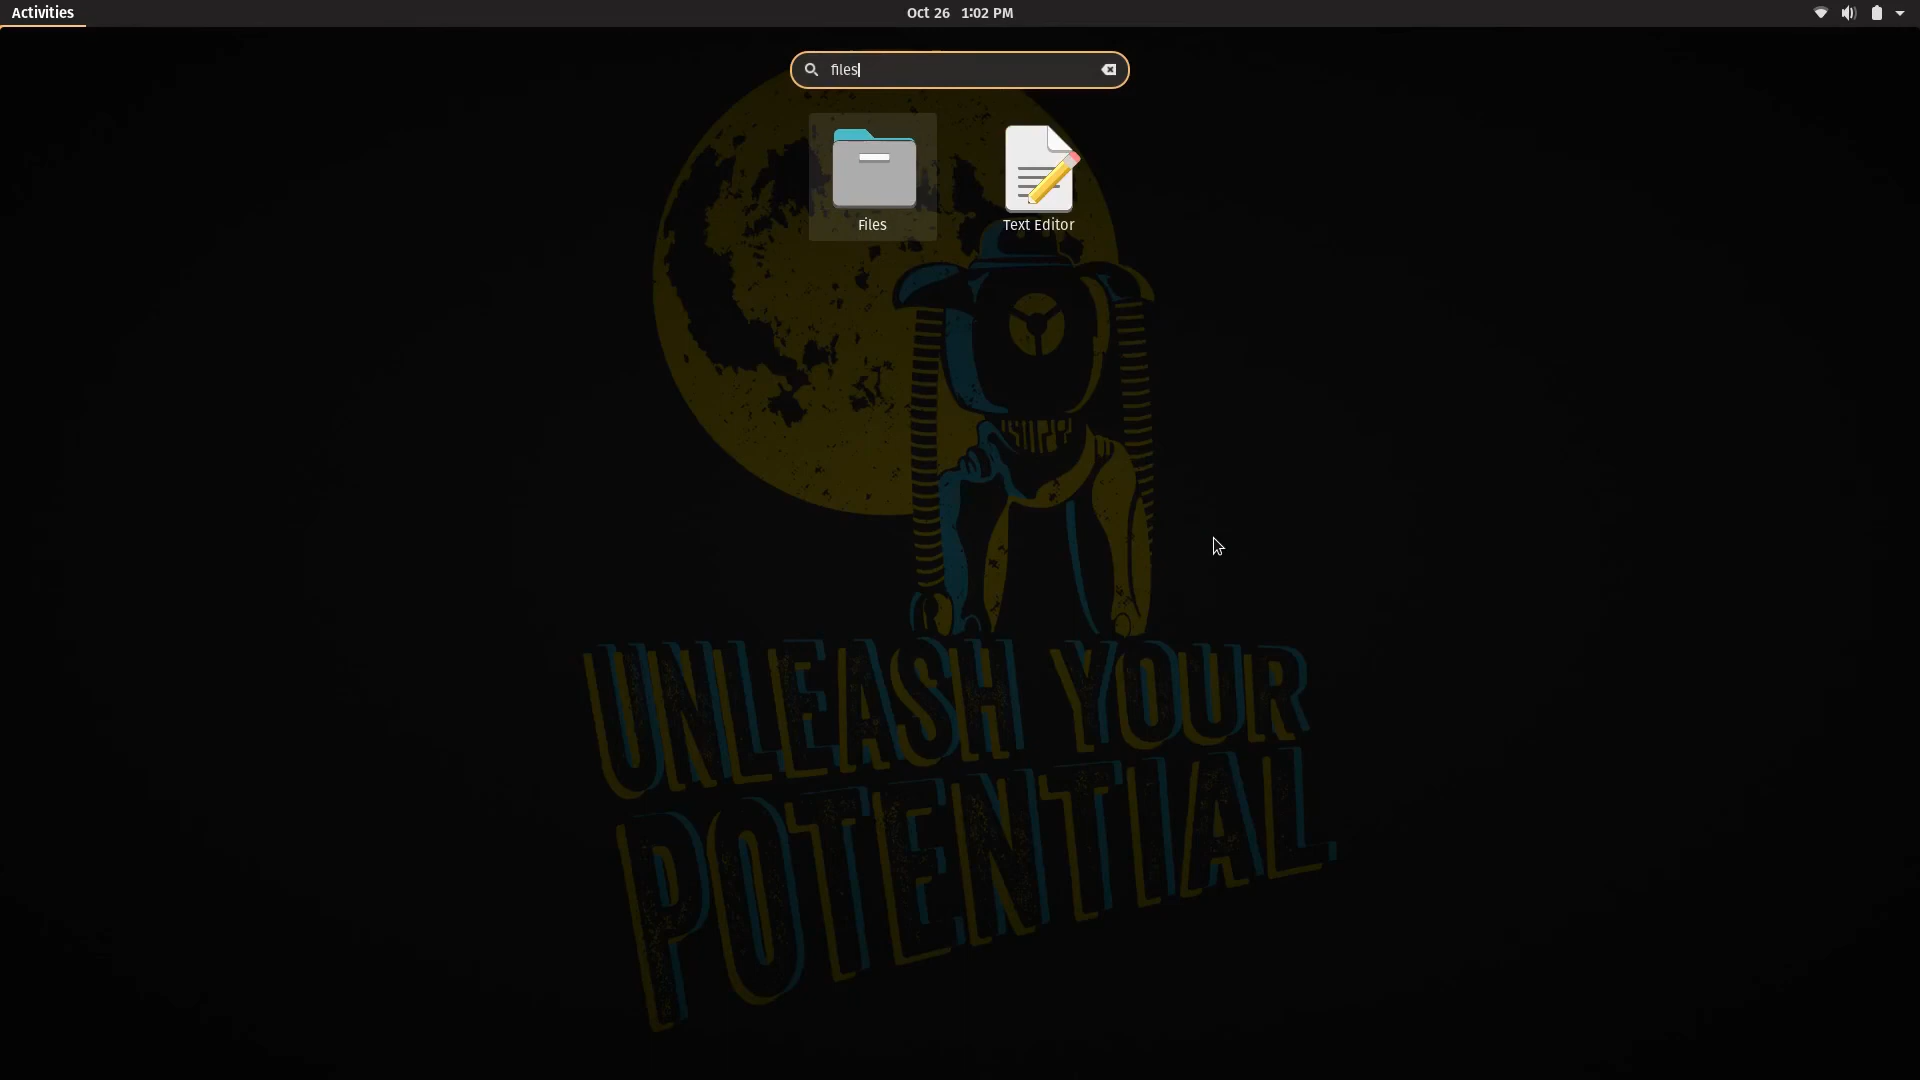 Activities
Oct 26 1:02 PM
files
Files
Text Editor
UNLEASH YOUR
POTENTIAL.